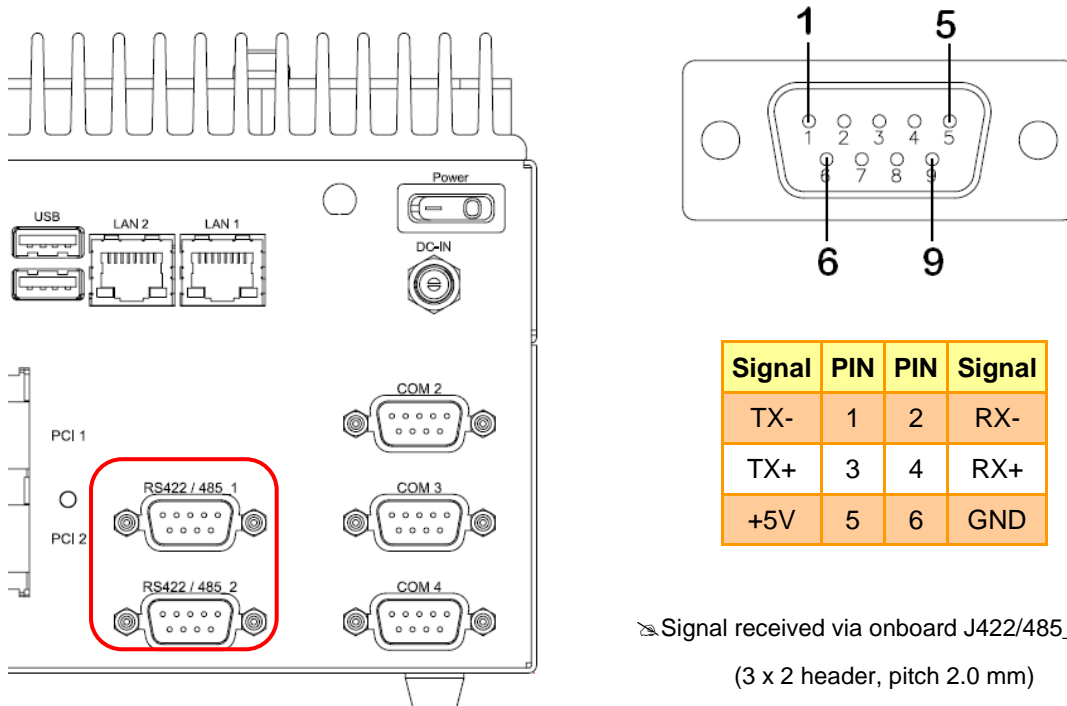 Power
USB
LAN 2
LAN 1
DC-IN
COM 2
PCI 1
RS422 / 485_1
COM 3
PCI 2
RS422 / 485_2
COM 4
1 5
1 2 3 4 5
6 7 8 9
6 9
Signal PIN PIN Signal
TX- 1 2 RX-
TX+ 3 4 RX+
+5V 5 6 GND
Signal received via onboard J422/485_
(3 x 2 header, pitch 2.0 mm)